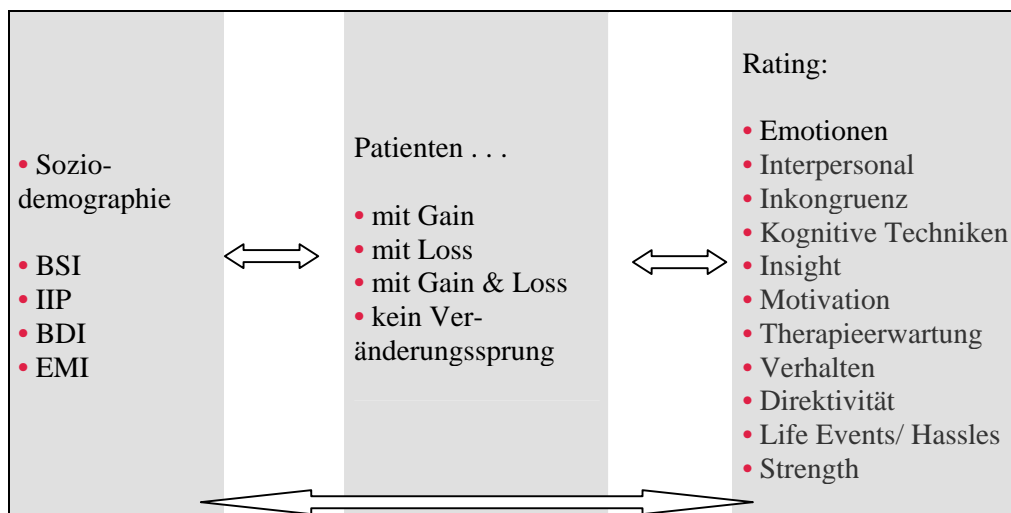 • Sozio-
demographie
• BSI
• IIP
• BDI
• EMI
Patienten . . .
• mit Gain
• mit Loss
• mit Gain & Loss
• kein Ver-
änderungssprung
Rating:
• Emotionen
• Interpersonal
• Inkongruenz
• Kognitive Techniken
• Insight
• Motivation
• Therapieerwartung
• Verhalten
• Direktivität
• Life Events/ Hassles
• Strength